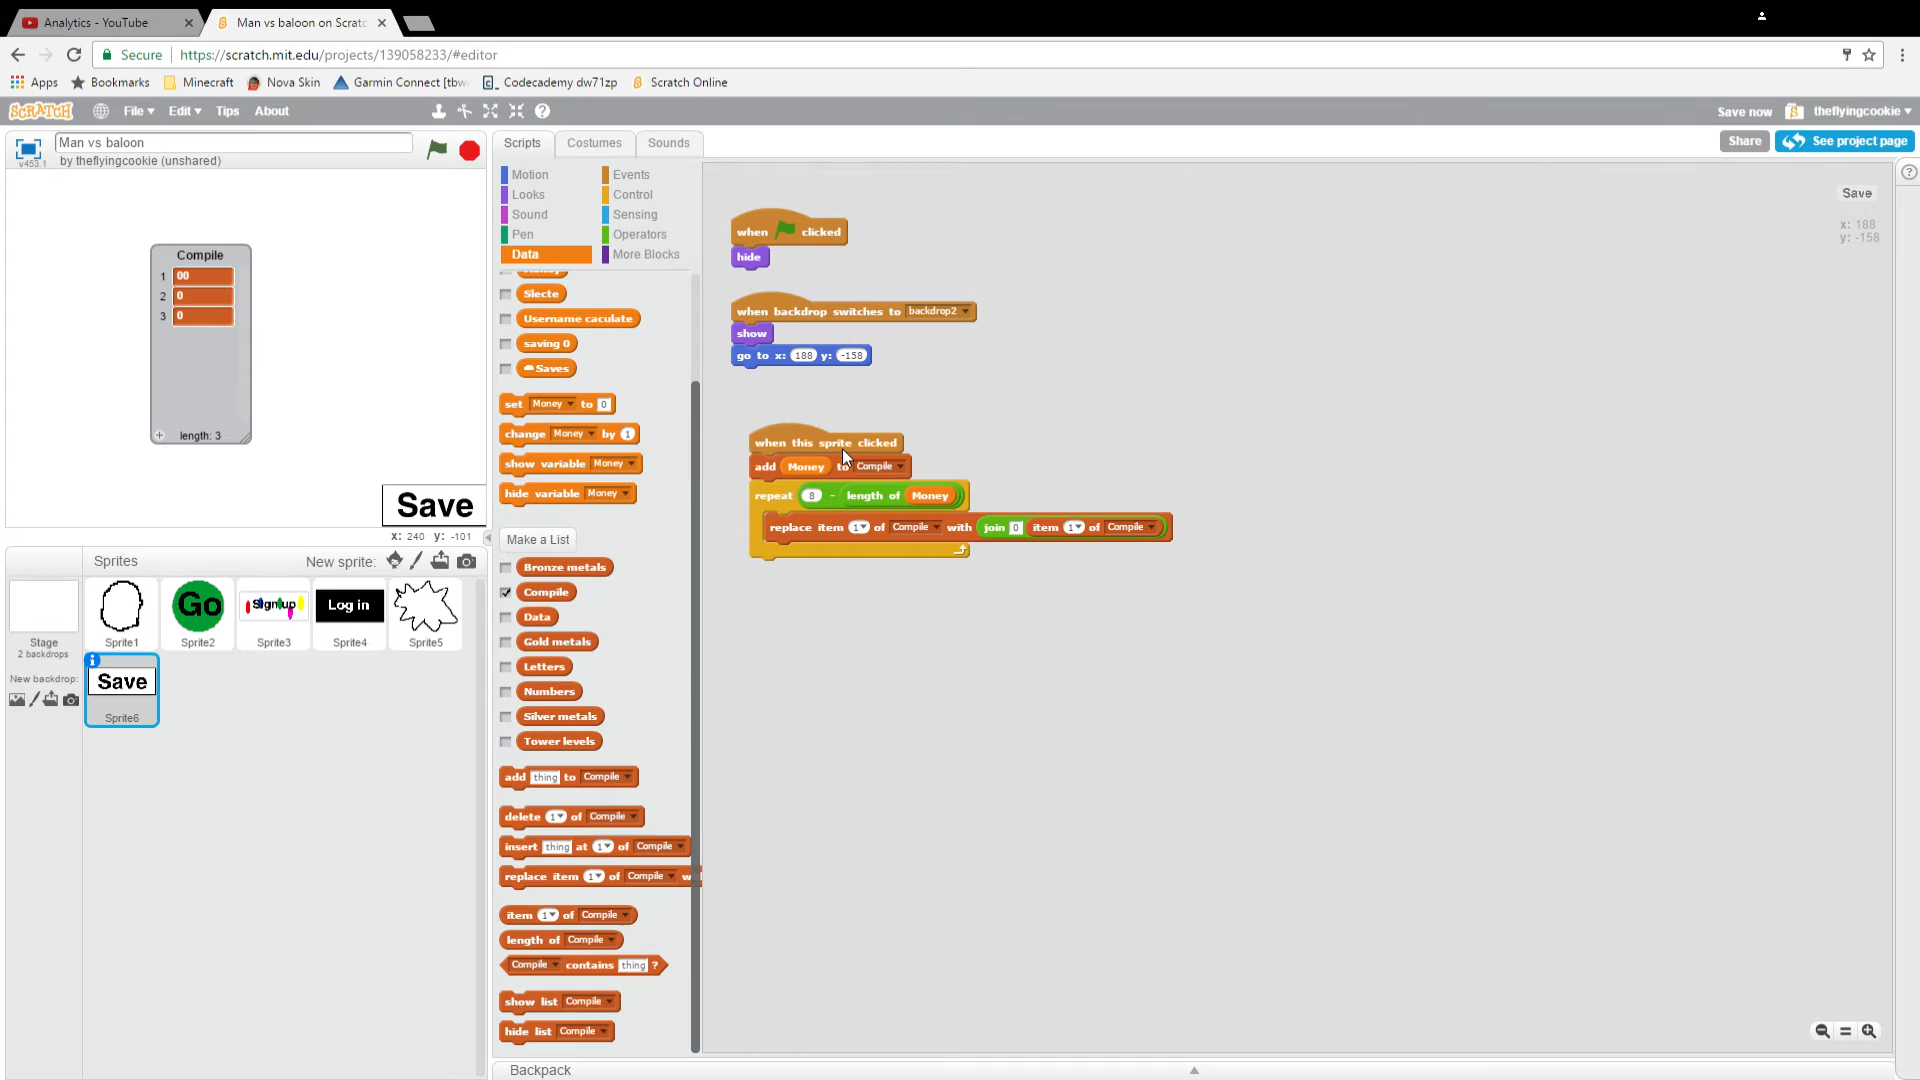 Analytics - YouTube
Man vs baloon on Scratc
Secure https://scratch.mit.edu/projects/139058233/#editor
Apps Bookmarks Minecraft Nova Skin Garmin Connect [tbw Codecademy dw71zp Scratch Online
SCRATCH File Edit Tips About Save now theflyingcookie
v453.1
Man vs baloon
by theflyingcookie (unshared)
Scripts Costumes Sounds
Share See project page
Motion Events
Looks Control
Sound Sensing
Pen Operators
Data More Blocks
Slecte
Username caculate
saving 0
Saves
set Money to 0
change Money by 1
show variable Money
hide variable Money
Make a List
Bronze metals
Compile
Data
Gold metals
Letters
Numbers
Silver metals
Tower levels
add thing to Compile
delete 1 of Compile
insert thing at 1 of Compile
replace item 1 of Compile wi
item 1 of Compile
length of Compile
Compile contains thing ?
show list Compile
hide list Compile
Compile
1 00
2 0
3 0
length: 3
Save
x: 240 y: -101
Sprites New sprite:
Stage
2 backdrops
New backdrop:
Sprite1
Go
Sprite2
Sign up
Sprite3
Log in
Sprite4
Sprite5
Save
Sprite6
when clicked
hide
when backdrop switches to backdrop2
show
go to x: 188 y: -158
when this sprite clicked
add Money to Compile
repeat 8 - length of Money
replace item 1 of Compile with join 0 item 1 of Compile
Save
x: 188
y: -158
Backpack